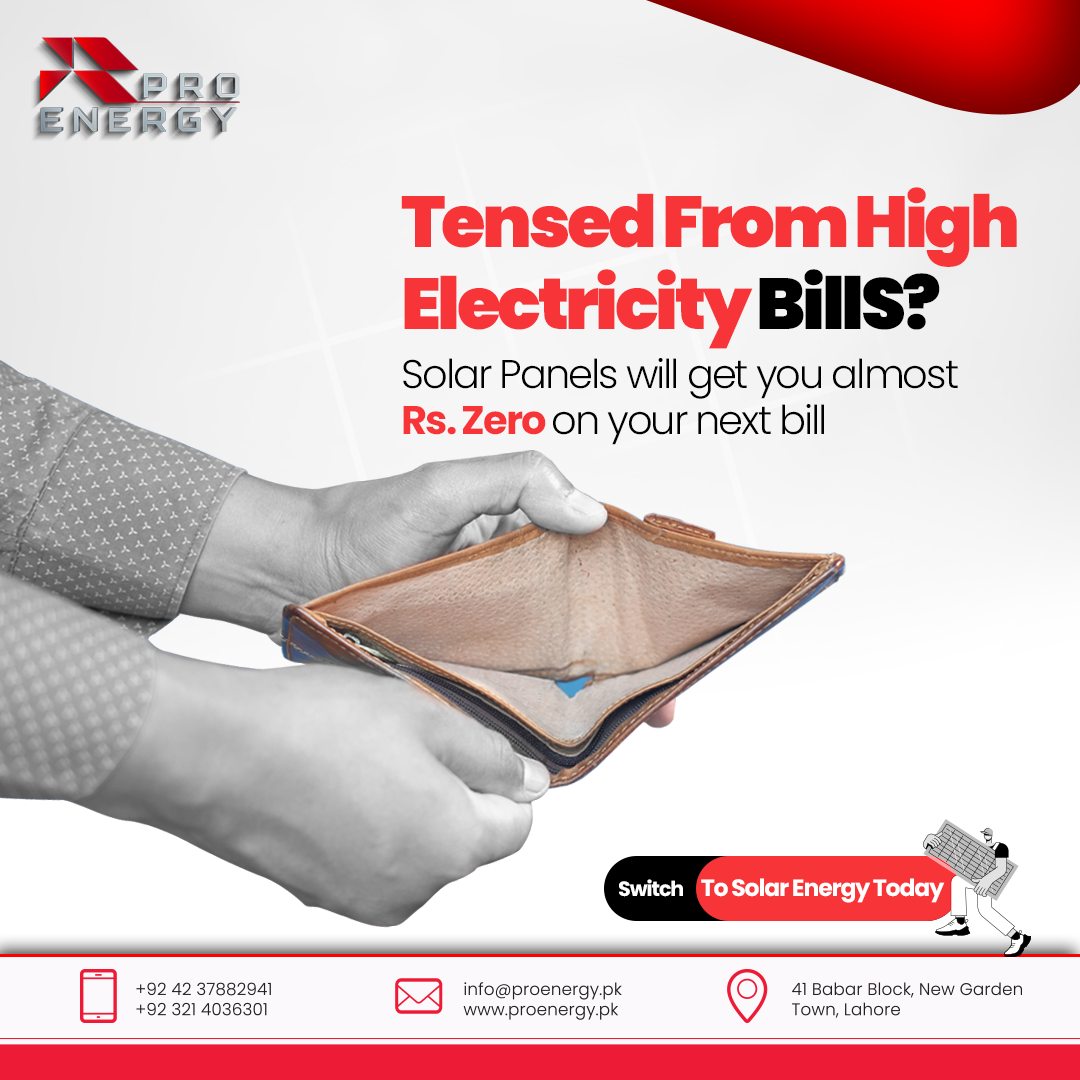 PRO
ENERGY
Tensed From High
Electricity BillS?
Solar Panels will get you almost
Rs. Zero on your next bill
Switch To Solar Energy Today
+92 42 37882941
+92 321 4036301
info@proenergy.pk
www.proenergy.pk
41 Babar Block, New Garden
Town, Lahore